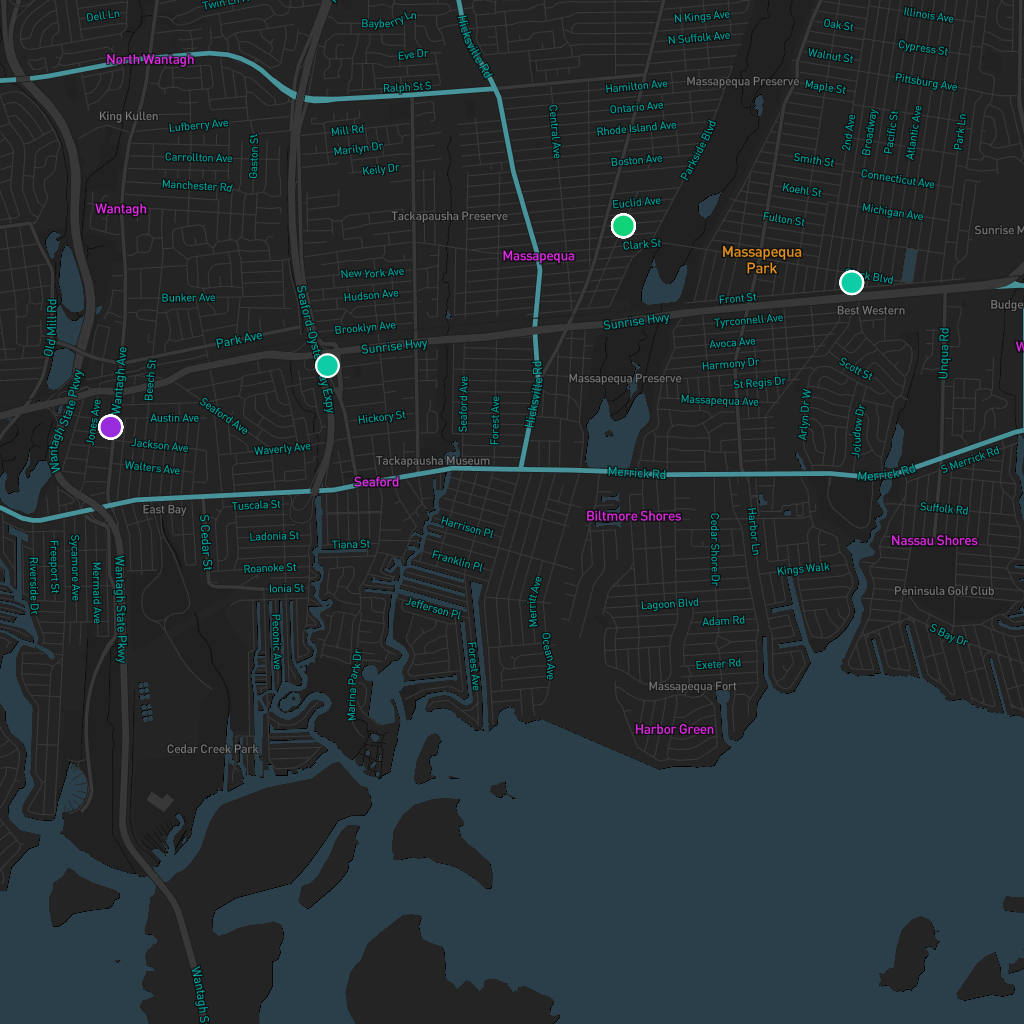 Dell Ln
Twin Ln N
Bayberry Ln
Hicksville Rd
N Kings Ave
Illinois Ave
Oak St
N Suffolk Ave
Cypress St
Eve Dr
Walnut St
North Wantagh
Ralph St S
Hamilton Ave
Massapequa Preserve
Pittsburg Ave
Maple St
Ontario Ave
King Kullen
Lufberry Ave
Gaston St
Mill Rd
Central Ave
Rhode Island Ave
Parkside Blvd
2nd Ave
Broadway
Pacific St
Atlantic Ave
Park Ln
Marilyn Dr
Carrollton Ave
Boston Ave
Smith St
Keily Dr
Connecticut Ave
Manchester Rd
Koehl St
Wantagh
Tackapausha Preserve
Euclid Ave
Michigan Ave
Fulton St
Clark St
Sunrise M
Massapequa
Massapequa
Park
New York Ave
k Blvd
Bunker Ave
Hudson Ave
Front St
Budge
Old Mill Rd
Seaford-Oyst
y Expy
Brooklyn Ave
Sunrise Hwy
Tyrconnell Ave
Best Western
Park Ave
Sunrise Hwy
Avoca Ave
Unqua Rd
W
Harmony Dr
Scott St
Wantagh Ave
Beech St
Massapequa Preserve
St Regis Dr
Wantagh State Pkwy
Jones Ave
Seaford Ave
Seaford Ave
Forest Ave
Hicksville Rd
Massapequa Ave
Arlyn Dr W
Joludow Dr
Austin Ave
Hickory St
Jackson Ave
Waverly Ave
Walters Ave
Tackapausha Museum
Merrick Rd
Merrick Rd
S Merrick Rd
Seaford
Tuscala St
East Bay
Suffolk Rd
S Cedar St
Harrison Pl
Biltmore Shores
Cedar Shore Dr
Harbor Ln
Ladonia St
Tiana St
Nassau Shores
Riverside Dr
Freeport St
Sycamore Ave
Mermaid Ave
Wantagh State Pkwy
Franklin Pl
Roanoke St
Kings Walk
Ionia St
Peninsula Golf Club
Jefferson Pl
Merritt Ave
Lagoon Blvd
Adam Rd
S Bay Dr
Peconic Ave
Forest Ave
Ocean Ave
Marina Park Dr
Exeter Rd
Massapequa Fort
Harbor Green
Cedar Creek Park
Wantagh S